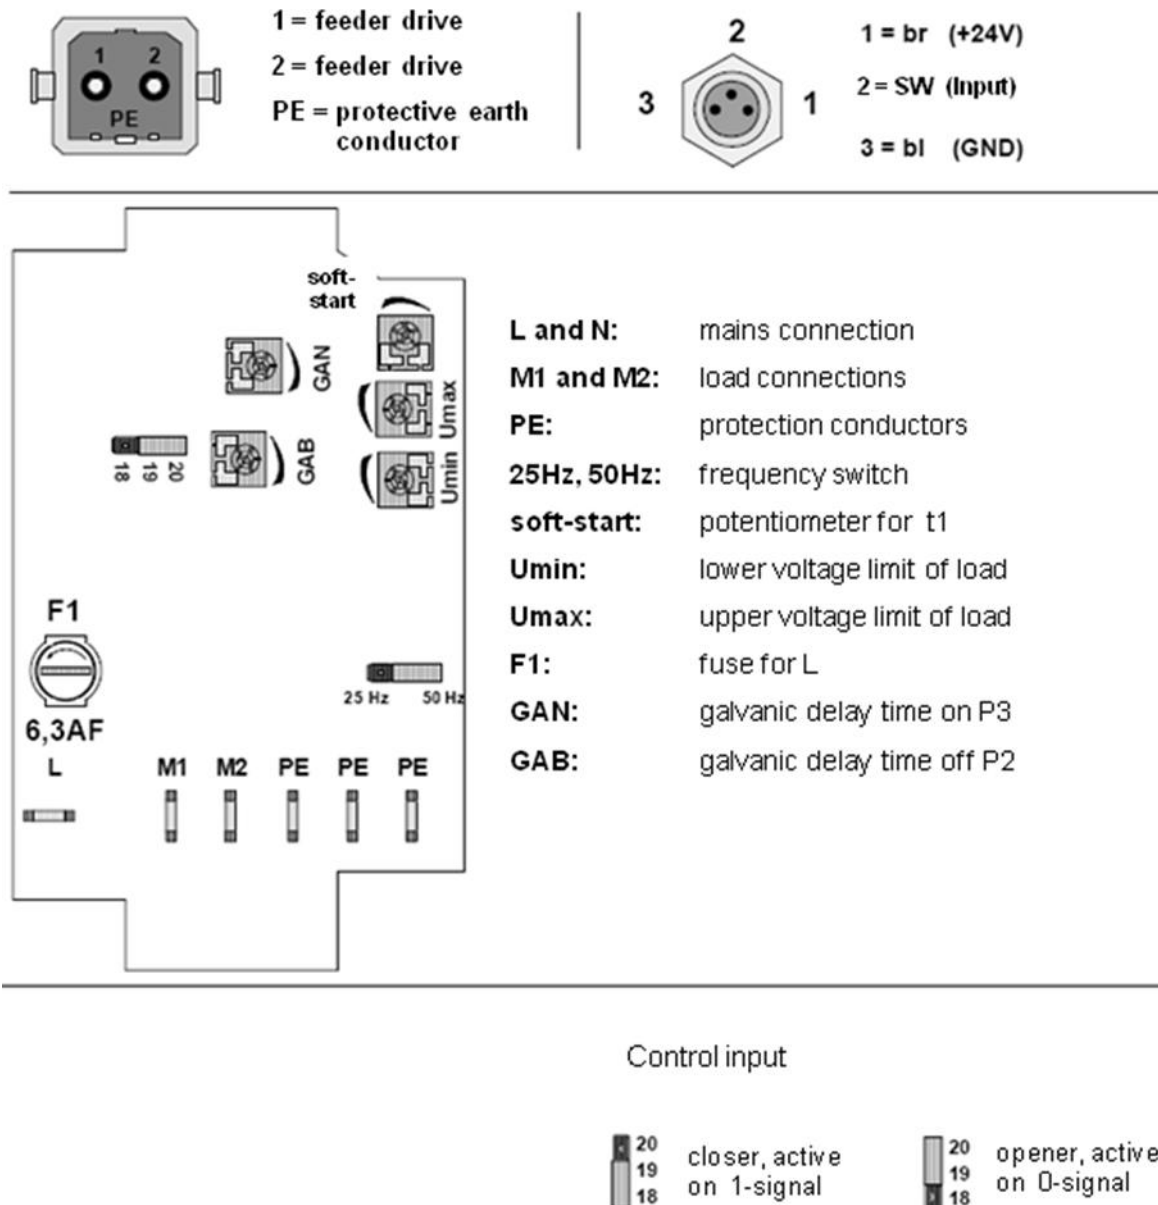 1 2
PE
1 = feeder drive
2 = feeder drive
PE = protective earth
conductor
2
3
1
1 = br (+24V)
2 = SW (Input)
3 = bl (GND)
soft-
start
GAN
Umax
18
19
20
GAB
Umin
F1
6,3AF
25 Hz 50 Hz
L M1 M2 PE PE PE
L and N: mains connection
M1 and M2: load connections
PE: protection conductors
25Hz, 50Hz: frequency switch
soft-start: potentiometer for t1
Umin: lower voltage limit of load
Umax: upper voltage limit of load
F1: fuse for L
GAN: galvanic delay time on P3
GAB: galvanic delay time off P2
Control input
20
19
18
closer, active
on 1-signal
20
19
18
opener, active
on 0-signal